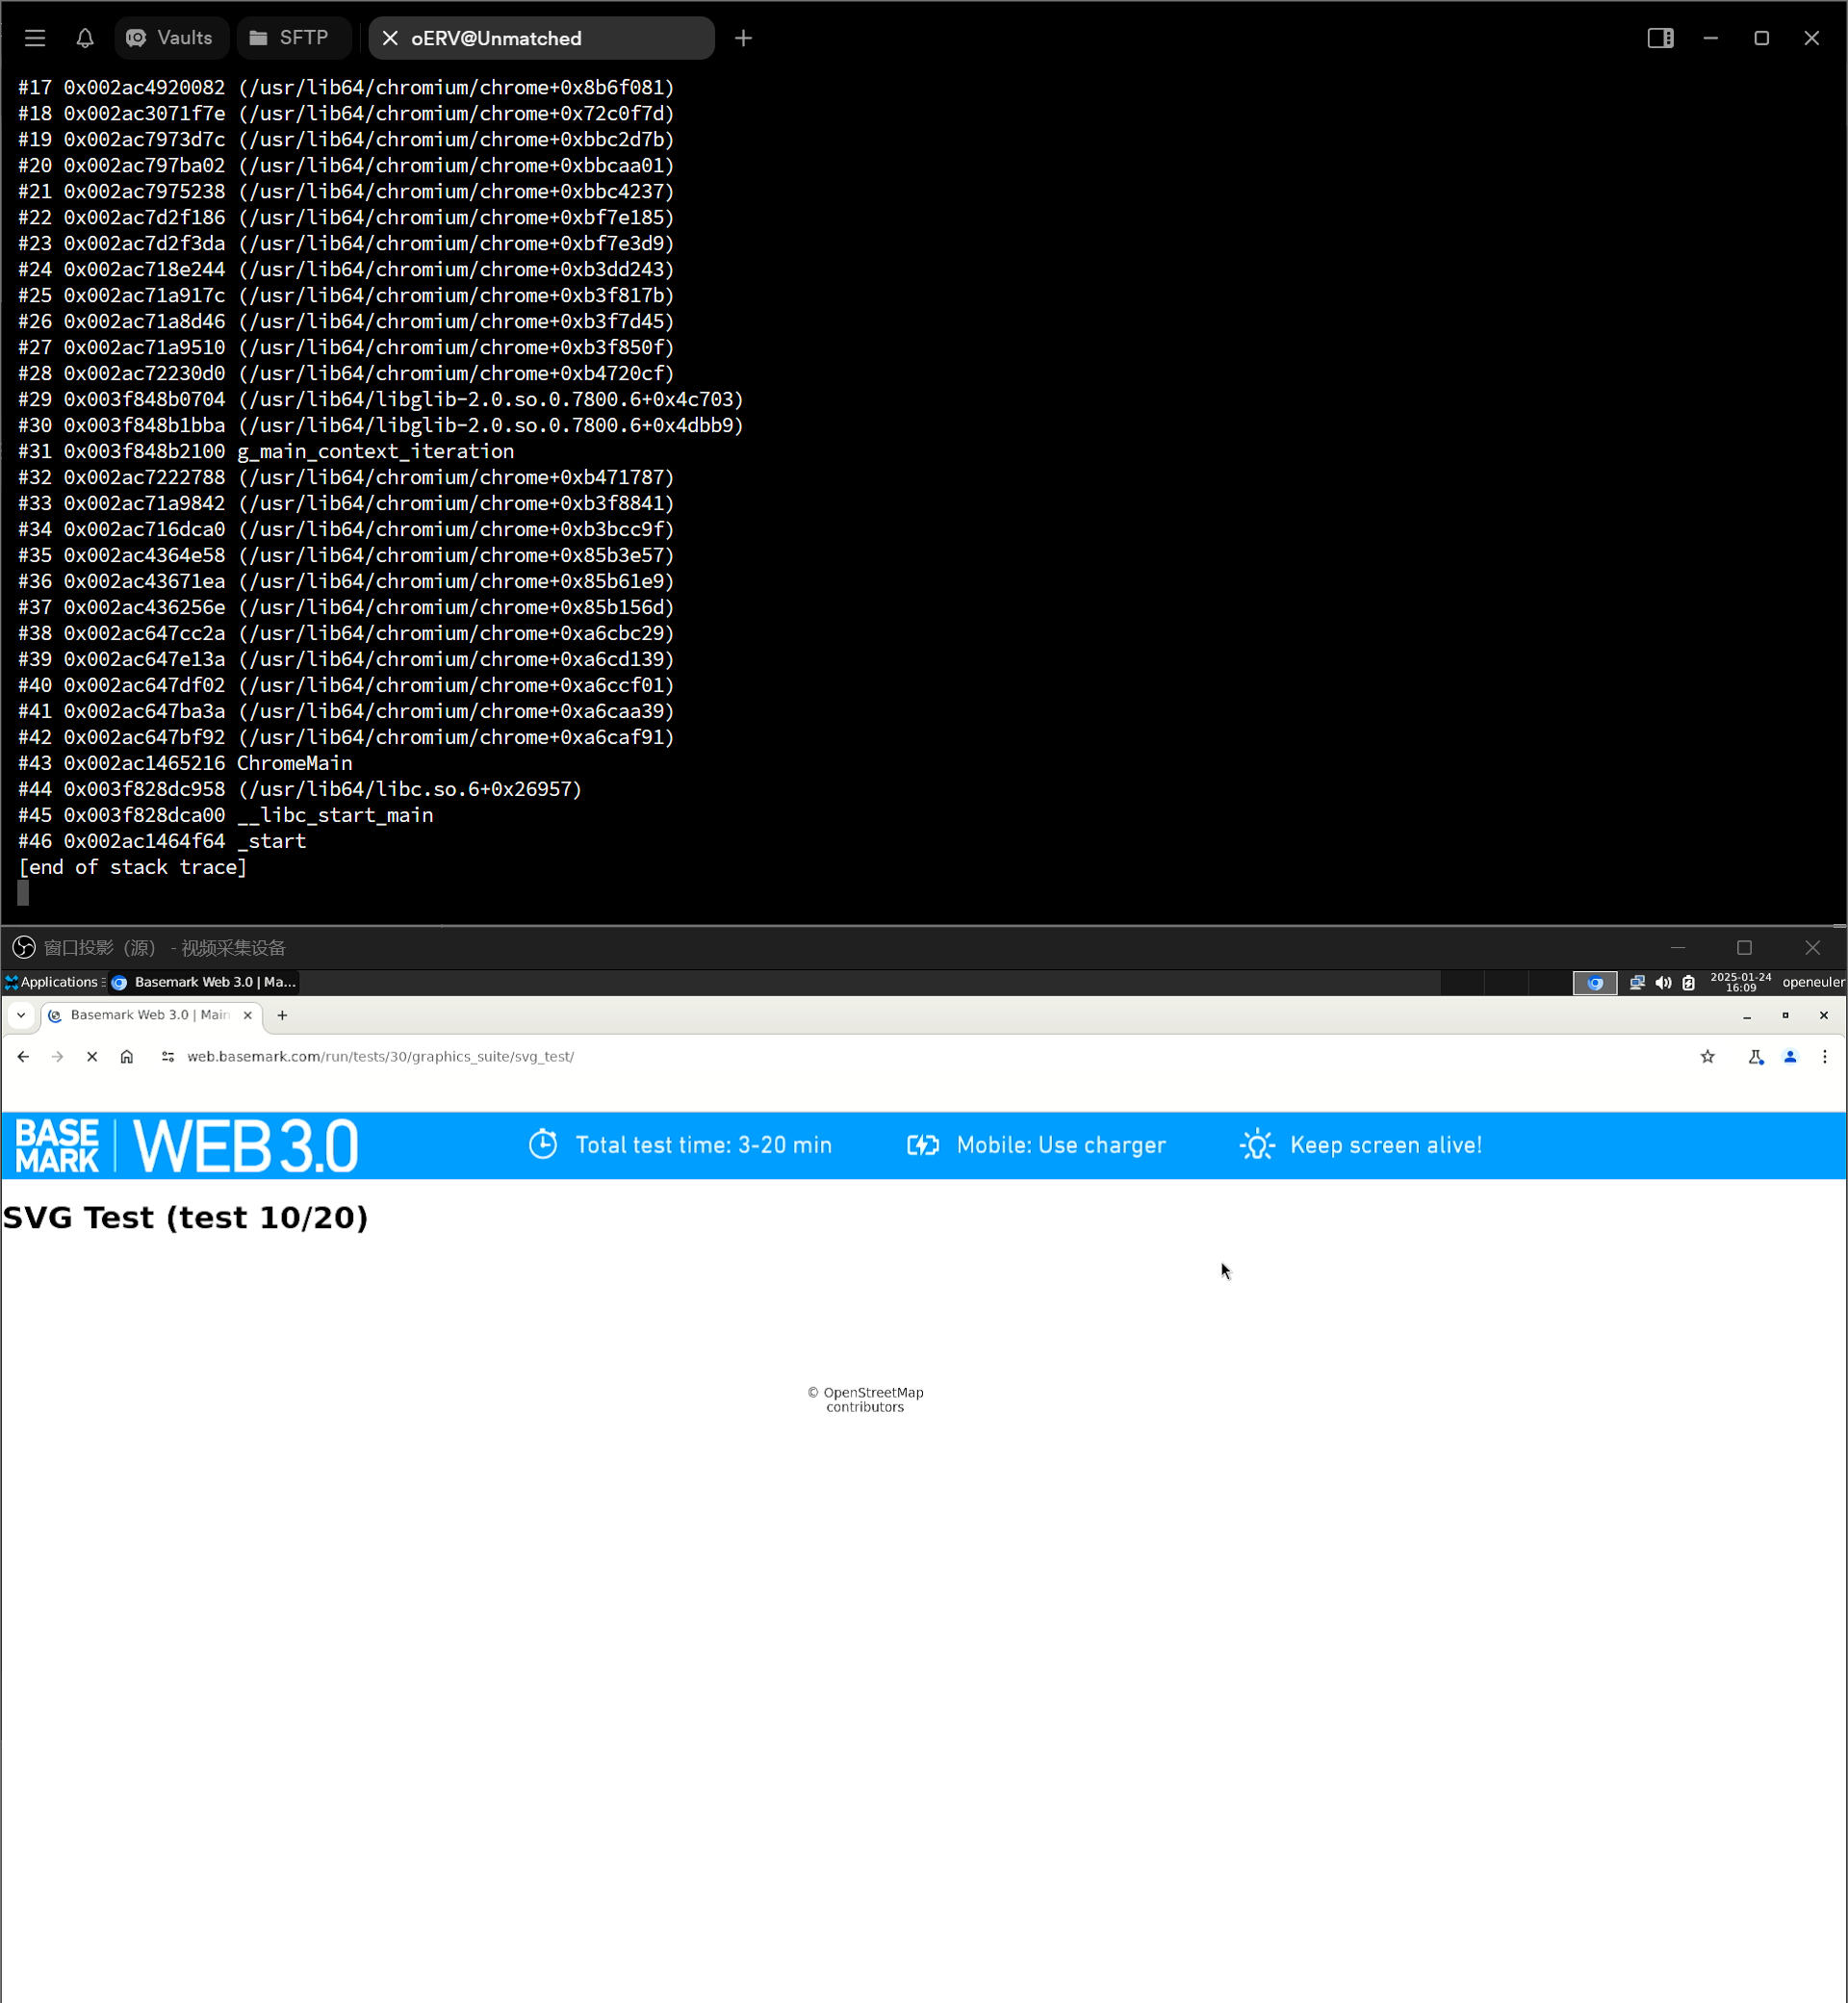 Vaults SFTP oERV@Unmatched
#17 0x002ac4920082 (/usr/lib64/chromium/chrome+0x8b6f081)
#18 0x002ac3071f7e (/usr/lib64/chromium/chrome+0x72c0f7d)
#19 0x002ac7973d7c (/usr/lib64/chromium/chrome+0xbbc2d7b)
#20 0x002ac797ba02 (/usr/lib64/chromium/chrome+0xbbcaa01)
#21 0x002ac7975238 (/usr/lib64/chromium/chrome+0xbbc4237)
#22 0x002ac7d2f186 (/usr/lib64/chromium/chrome+0xbf7e185)
#23 0x002ac7d2f3da (/usr/lib64/chromium/chrome+0xbf7e3d9)
#24 0x002ac718e244 (/usr/lib64/chromium/chrome+0xb3dd243)
#25 0x002ac71a917c (/usr/lib64/chromium/chrome+0xb3f817b)
#26 0x002ac71a8d46 (/usr/lib64/chromium/chrome+0xb3f7d45)
#27 0x002ac71a9510 (/usr/lib64/chromium/chrome+0xb3f850f)
#28 0x002ac72230d0 (/usr/lib64/chromium/chrome+0xb4720cf)
#29 0x003f848b0704 (/usr/lib64/libglib-2.0.so.0.7800.6+0x4c703)
#30 0x003f848b1bba (/usr/lib64/libglib-2.0.so.0.7800.6+0x4dbb9)
#31 0x003f848b2100 g_main_context_iteration
#32 0x002ac7222788 (/usr/lib64/chromium/chrome+0xb471787)
#33 0x002ac71a9842 (/usr/lib64/chromium/chrome+0xb3f8841)
#34 0x002ac716dca0 (/usr/lib64/chromium/chrome+0xb3bcc9f)
#35 0x002ac4364e58 (/usr/lib64/chromium/chrome+0x85b3e57)
#36 0x002ac43671ea (/usr/lib64/chromium/chrome+0x85b61e9)
#37 0x002ac436256e (/usr/lib64/chromium/chrome+0x85b156d)
#38 0x002ac647cc2a (/usr/lib64/chromium/chrome+0xa6cbc29)
#39 0x002ac647e13a (/usr/lib64/chromium/chrome+0xa6cd139)
#40 0x002ac647df02 (/usr/lib64/chromium/chrome+0xa6ccf01)
#41 0x002ac647ba3a (/usr/lib64/chromium/chrome+0xa6caa39)
#42 0x002ac647bf92 (/usr/lib64/chromium/chrome+0xa6caf91)
#43 0x002ac1465216 ChromeMain
#44 0x003f828dc958 (/usr/lib64/libc.so.6+0x26957)
#45 0x003f828dca00 __libc_start_main
#46 0x002ac1464f64 _start
[end of stack trace]
窗口投影（源） - 视频采集设备
Applications Basemark Web 3.0 | Ma... 2025-01-24 16:09 openeuler
Basemark Web 3.0 | Main
web.basemark.com/run/tests/30/graphics_suite/svg_test/
BASE MARK | WEB 3.0 Total test time: 3-20 min Mobile: Use charger Keep screen alive!
SVG Test (test 10/20)
© OpenStreetMap
contributors